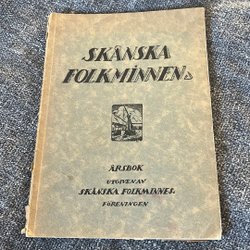 SKÅNSKA
FOLKMINNEN
ÅRSBOK
UTGIVEN AV
SKÅNSKA FOLKMINNES-
FÖRENINGEN